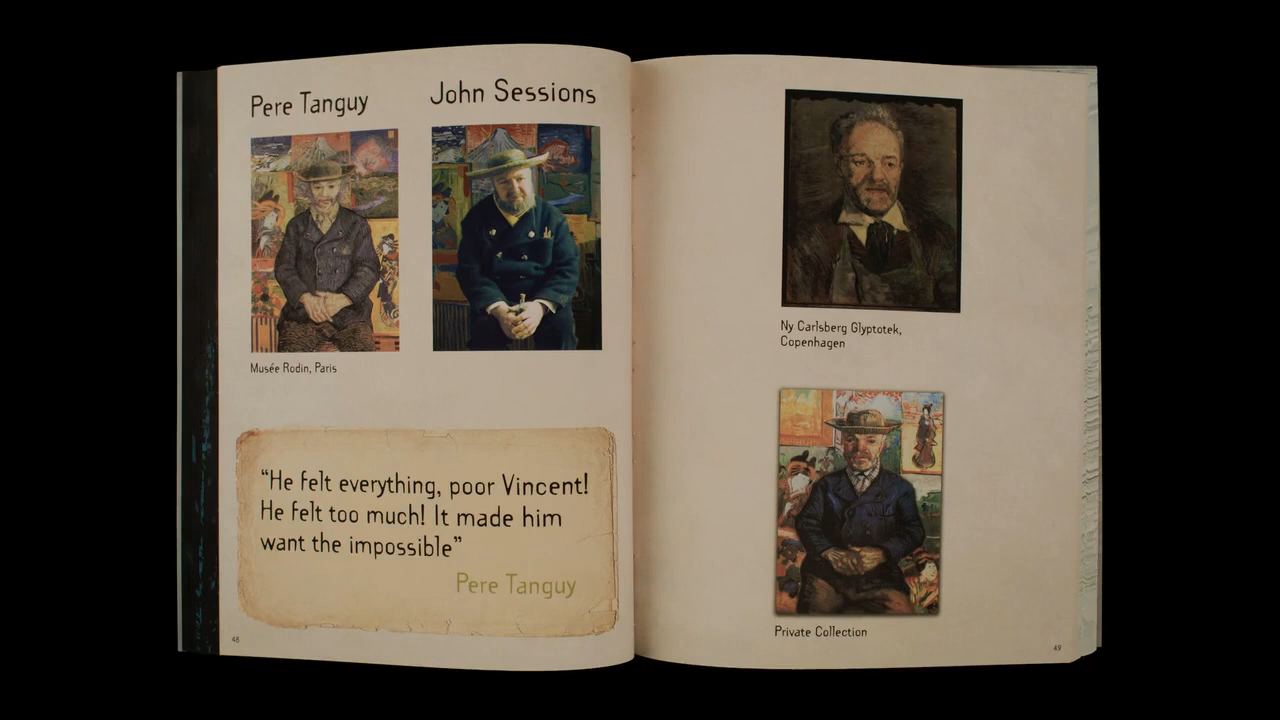 Pere Tanguy
John Sessions
Musée Rodin, Paris
“He felt everything, poor Vincent!
He felt too much! It made him
want the impossible”
Pere Tanguy
48
Ny Carlsberg Glyptotek,
Copenhagen
Private Collection
49